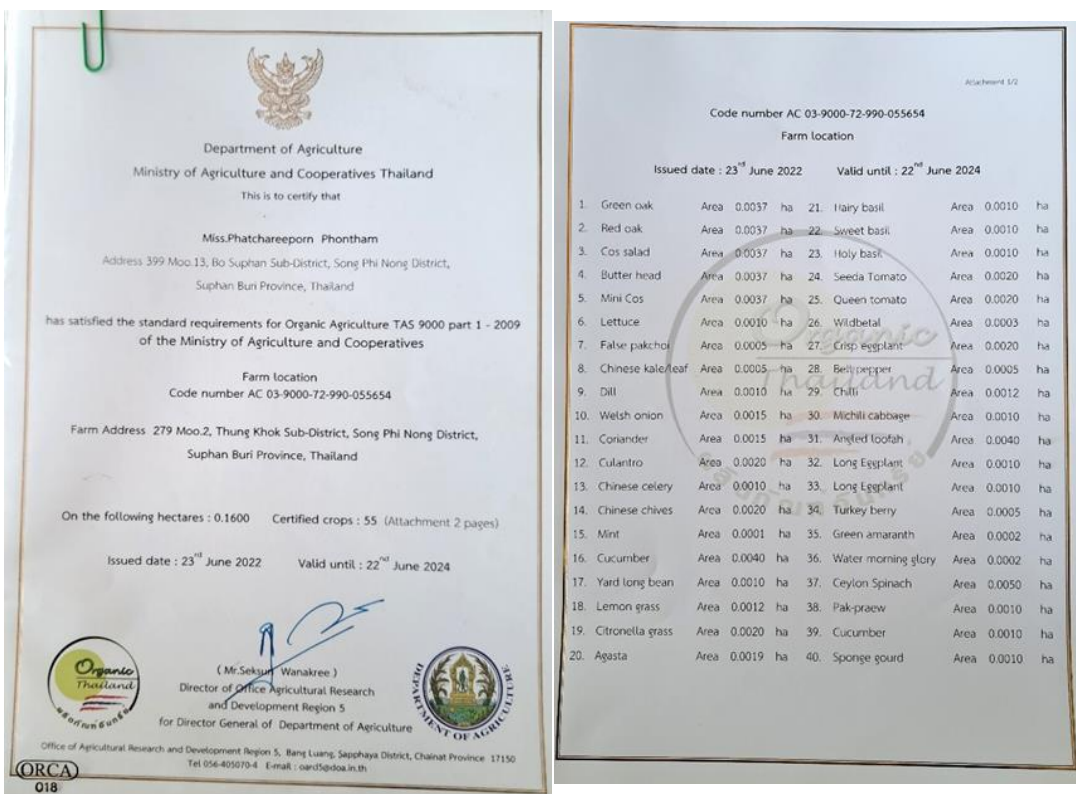 Department of Agriculture
Ministry of Agriculture and Cooperatives Thailand
This is to certify that
Miss.Phatchareeporn Phontham
Address 399 Moo.13, Bo Suphan Sub-District, Song Phi Nong District,
Suphan Buri Province, Thailand
has satisfied the standard requirements for Organic Agriculture TAS 9000 part 1 - 2009
of the Ministry of Agriculture and Cooperatives
Farm location
Code number AC 03-9000-72-990-055654
Farm Address 279 Moo.2, Thung Khok Sub-District, Song Phi Nong District,
Suphan Buri Province, Thailand
On the following hectares : 0.1600 Certified crops : 55 (Attachment 2 pages)
Issued date : 23rd June 2022 Valid until : 22nd June 2024
Organic
Thailand
( Mr.Seksun Wanakree )
Director of Office Agricultural Research
and Development Region 5
for Director General of Department of Agriculture
DEPARTMENT OF AGRICULTURE
Office of Agricultural Research and Development Region 5, Bang Luang, Sapphaya District, Chainat Province 17150
Tel 056-405070-4 E-mail : oard5@doa.in.th
ORCA
018
Attachment 1/2
Code number AC 03-9000-72-990-055654
Farm location
Issued date : 23rd June 2022 Valid until : 22nd June 2024
1. Green oak Area 0.0037 ha 21. Hairy basil Area 0.0010 ha
2. Red oak Area 0.0037 ha 22. Sweet basil Area 0.0010 ha
3. Cos salad Area 0.0037 ha 23. Holy basil Area 0.0010 ha
4. Butter head Area 0.0037 ha 24. Seeda Tomato Area 0.0020 ha
5. Mini Cos Area 0.0037 ha 25. Queen tomato Area 0.0020 ha
6. Lettuce Area 0.0010 ha 26. Wildbetal Area 0.0003 ha
7. False pakchoi Area 0.0005 ha 27. Crisp eggplant Area 0.0020 ha
8. Chinese kale/leaf Area 0.0005 ha 28. Bell pepper Area 0.0005 ha
9. Dill Area 0.0010 ha 29. Chilli Area 0.0012 ha
10. Welsh onion Area 0.0015 ha 30. Michili cabbage Area 0.0010 ha
11. Coriander Area 0.0015 ha 31. Angled loofah Area 0.0040 ha
12. Culantro Area 0.0020 ha 32. Long Eggplant Area 0.0010 ha
13. Chinese celery Area 0.0010 ha 33. Long Eggplant Area 0.0010 ha
14. Chinese chives Area 0.0020 ha 34. Turkey berry Area 0.0005 ha
15. Mint Area 0.0001 ha 35. Green amaranth Area 0.0002 ha
16. Cucumber Area 0.0040 ha 36. Water morning glory Area 0.0002 ha
17. Yard long bean Area 0.0010 ha 37. Ceylon Spinach Area 0.0050 ha
18. Lemon grass Area 0.0012 ha 38. Pak-praew Area 0.0010 ha
19. Citronella grass Area 0.0020 ha 39. Cucumber Area 0.0010 ha
20. Agasta Area 0.0019 ha 40. Sponge gourd Area 0.0010 ha
Organic
Thailand